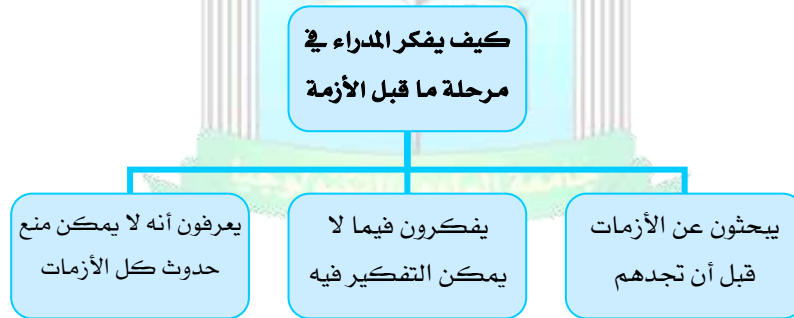 كيف يفكر المدراء في
مرحلة ما قبل الأزمة
يبحثون عن الأزمات
قبل أن تجدهم
يفكرون فيما لا
يمكن التفكير فيه
يعرفون أنه لا يمكن منع
حدوث كل الأزمات